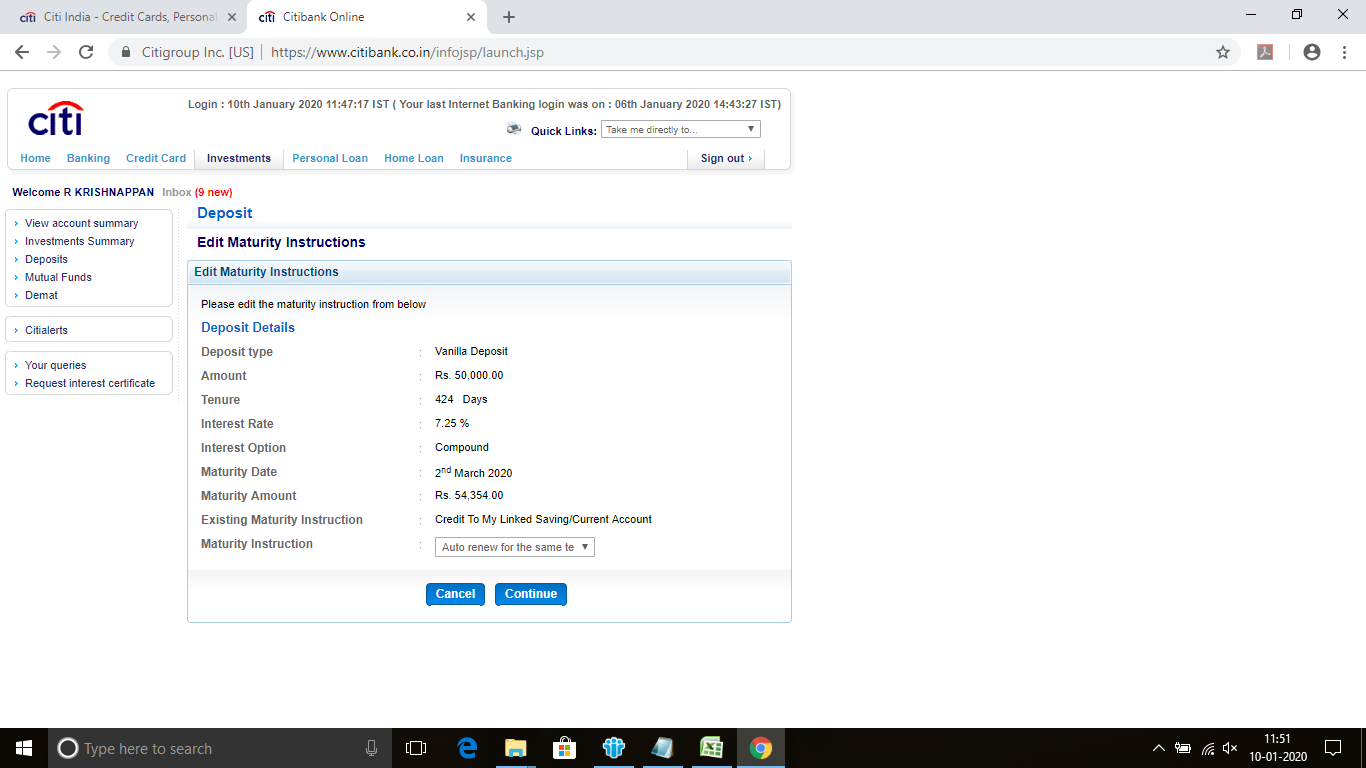 Citi India - Credit Cards, Personal
Citibank Online
Citigroup Inc. [US] | https://www.citibank.co.in/infojsp/launch.jsp
citi
Login : 10th January 2020 11:47:17 IST ( Your last Internet Banking login was on : 06th January 2020 14:43:27 IST)
Quick Links: Take me directly to...
Home Banking Credit Card Investments Personal Loan Home Loan Insurance Sign out ›
Welcome R KRISHNAPPAN Inbox (9 new)
View account summary
Investments Summary
Deposits
Mutual Funds
Demat
Citialerts
Your queries
Request interest certificate
Deposit
Edit Maturity Instructions
Edit Maturity Instructions
Please edit the maturity instruction from below
Deposit Details
Deposit type : Vanilla Deposit
Amount : Rs. 50,000.00
Tenure : 424 Days
Interest Rate : 7.25 %
Interest Option : Compound
Maturity Date : 2nd March 2020
Maturity Amount : Rs. 54,354.00
Existing Maturity Instruction : Credit To My Linked Saving/Current Account
Maturity Instruction : Auto renew for the same te
Cancel Continue
Type here to search
11:51
10-01-2020